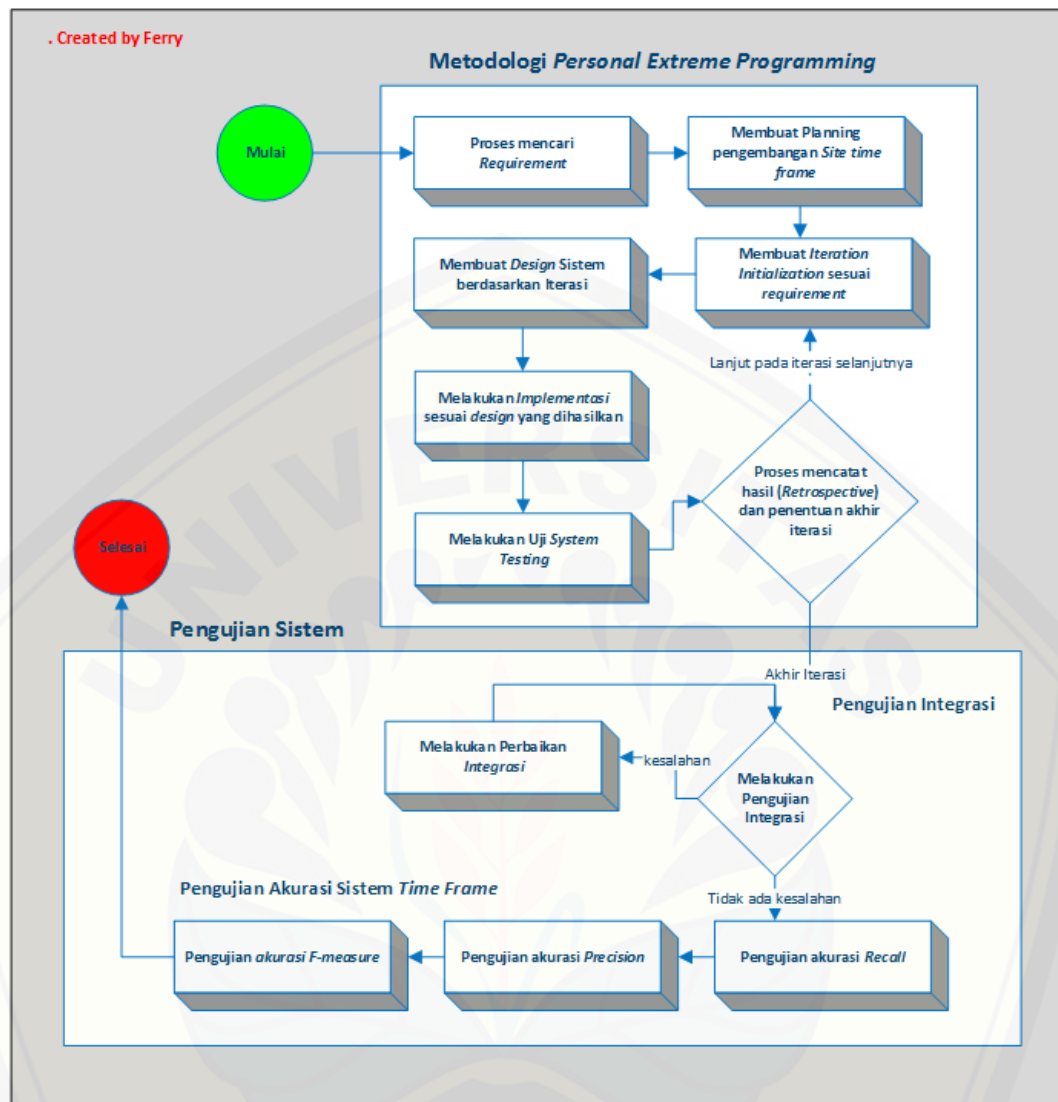 . Created by Ferry
Metodologi Personal Extreme Programming
Mulai
Proses mencari
Requirement
Membuat Planning
pengembangan Site time
frame
Membuat Design Sistem
berdasarkan Iterasi
Membuat Iteration
Initialization sesuai
requirement
Lanjut pada iterasi selanjutnya
Melakukan Implementasi
sesuai design yang dihasilkan
Proses mencatat
hasil (Retrospective)
dan penentuan akhir
iterasi
Melakukan Uji System
Testing
Selesai
Pengujian Sistem
Akhir Iterasi
Pengujian Integrasi
Melakukan Perbaikan
Integrasi
kesalahan
Melakukan
Pengujian
Integrasi
Tidak ada kesalahan
Pengujian Akurasi Sistem Time Frame
Pengujian akurasi F-measure
Pengujian akurasi Precision
Pengujian akurasi Recall
UNIVERSITAS